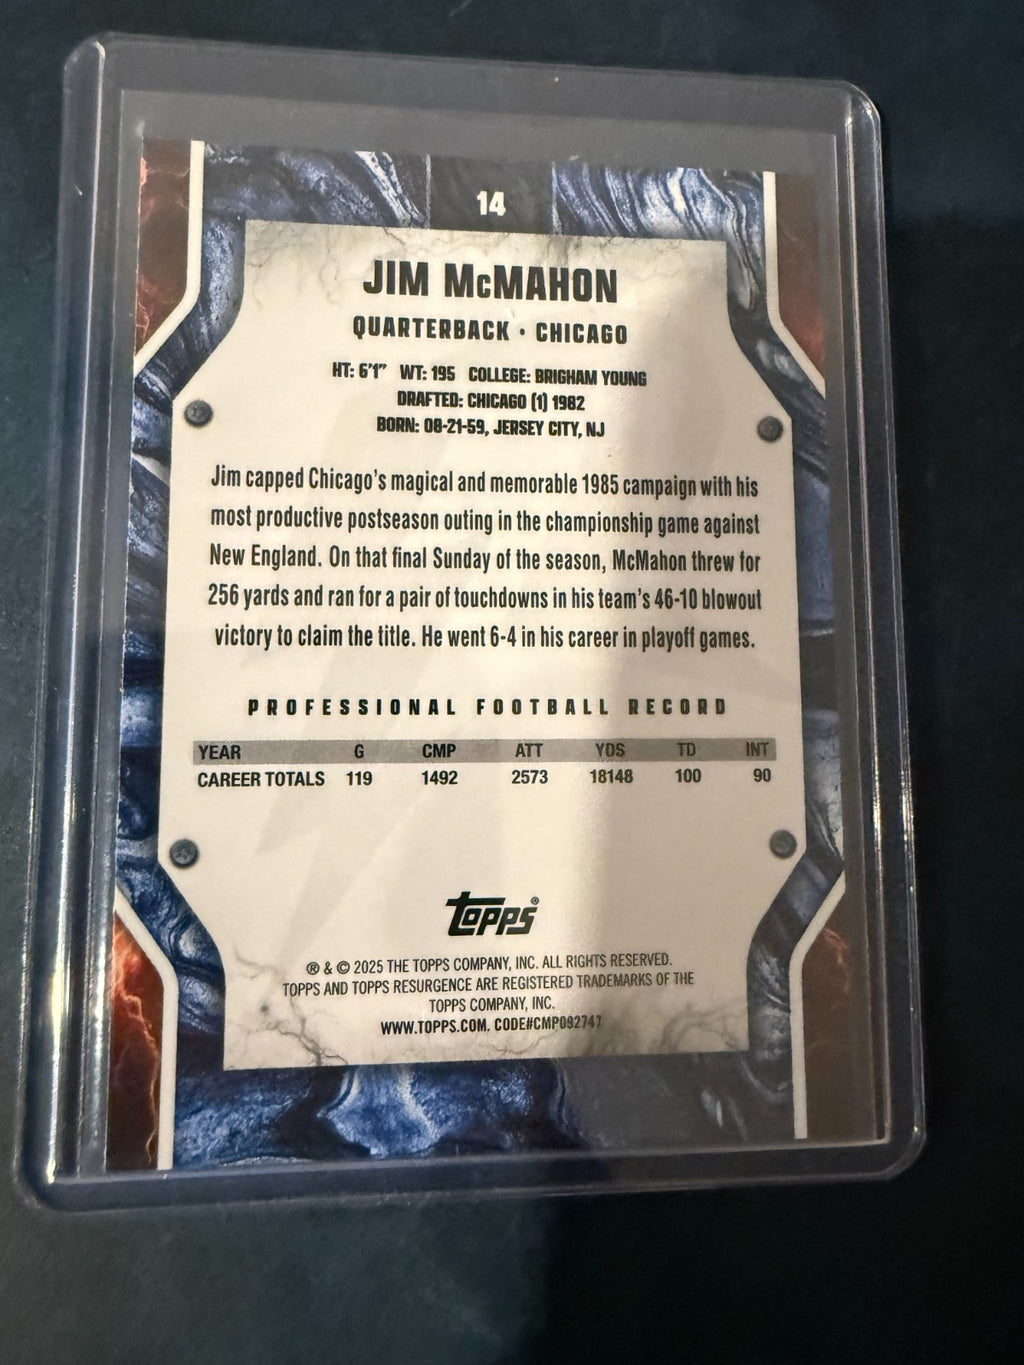 14
JIM McMAHON
QUARTERBACK • CHICAGO
HT: 6'1" WT: 195 COLLEGE: BRIGHAM YOUNG
DRAFTED: CHICAGO (1) 1982
BORN: 08-21-59, JERSEY CITY, NJ
Jim capped Chicago's magical and memorable 1985 campaign with his
most productive postseason outing in the championship game against
New England. On that final Sunday of the season, McMahon threw for
256 yards and ran for a pair of touchdowns in his team's 46-10 blowout
victory to claim the title. He went 6-4 in his career in playoff games.
PROFESSIONAL FOOTBALL RECORD
YEAR G CMP ATT YDS TD INT
CAREER TOTALS 119 1492 2573 18148 100 90
Topps®
® & © 2025 THE TOPPS COMPANY, INC. ALL RIGHTS RESERVED.
TOPPS AND TOPPS RESURGENCE ARE REGISTERED TRADEMARKS OF THE
TOPPS COMPANY, INC.
WWW.TOPPS.COM. CODE#CMP092747